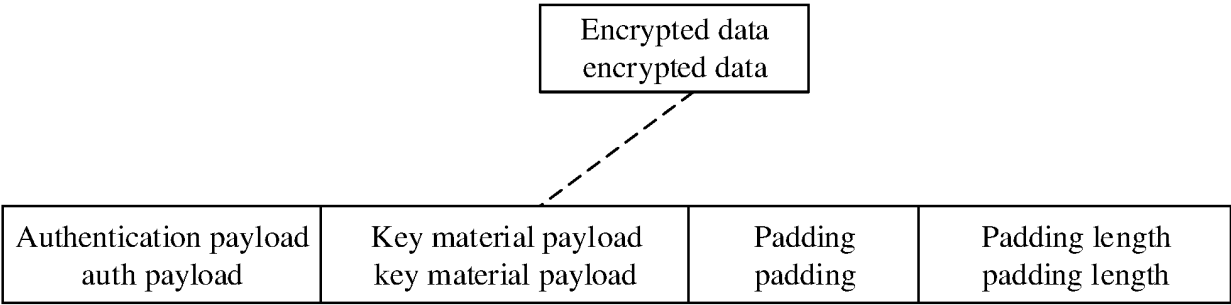 Encrypted data
encrypted data
Authentication payload
auth payload
Key material payload
key material payload
Padding
padding
Padding length
padding length